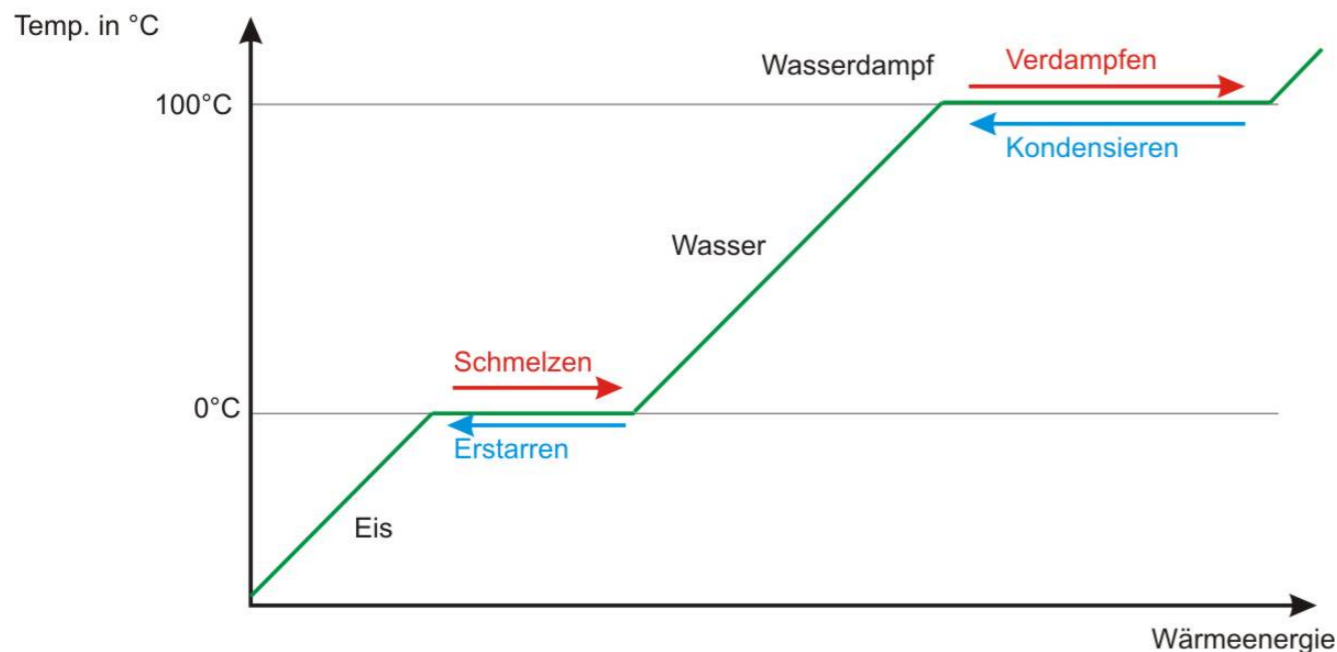 Temp. in °C
Wasserdampf
Verdampfen
100°C
Kondensieren
Wasser
Schmelzen
0°C
Erstarren
Eis
Wärmeenergie